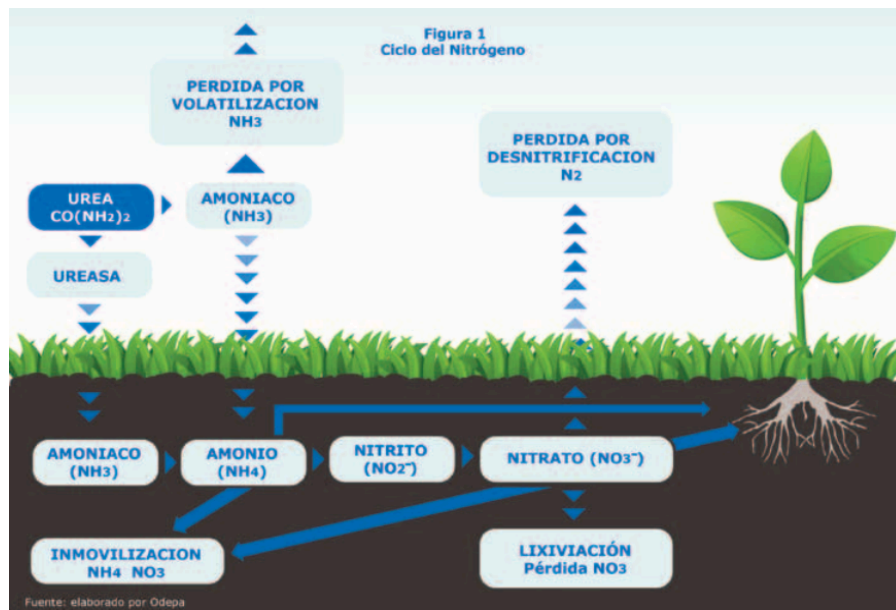 Figura 1
Ciclo del Nitrógeno
PERDIDA POR
VOLATILIZACION
NH3
PERDIDA POR
DESNITRIFICACION
N2
UREA
CO(NH2)2
AMONIACO
(NH3)
UREASA
AMONIACO
(NH3)
AMONIO
(NH4)
NITRITO
(NO2⁻)
NITRATO (NO3⁻)
INMOVILIZACION
NH4 NO3
LIXIVIACIÓN
Pérdida NO3
Fuente: elaborado por Odepa